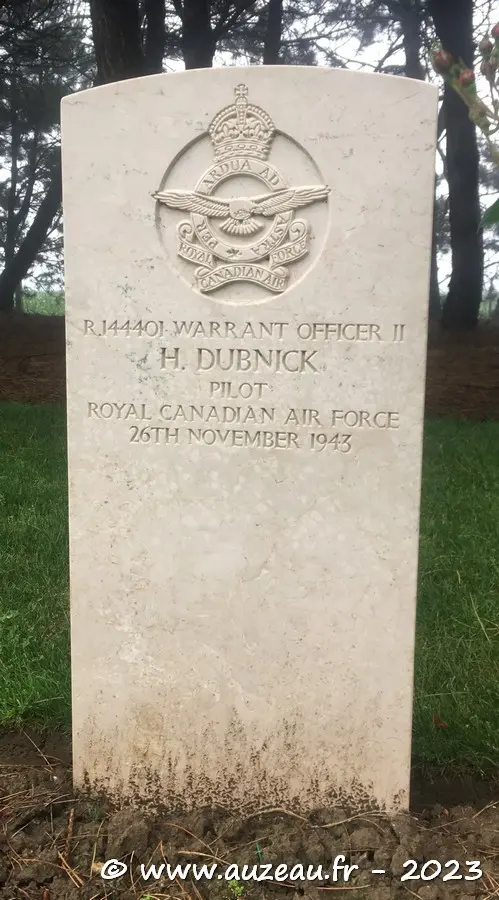 PER ARDUA AD ASTRA
ROYAL CANADIAN AIR FORCE
R.144401 WARRANT OFFICER II
H. DUBNICK
PILOT
ROYAL CANADIAN AIR FORCE
26TH NOVEMBER 1943
© www.auzeau.fr - 2023